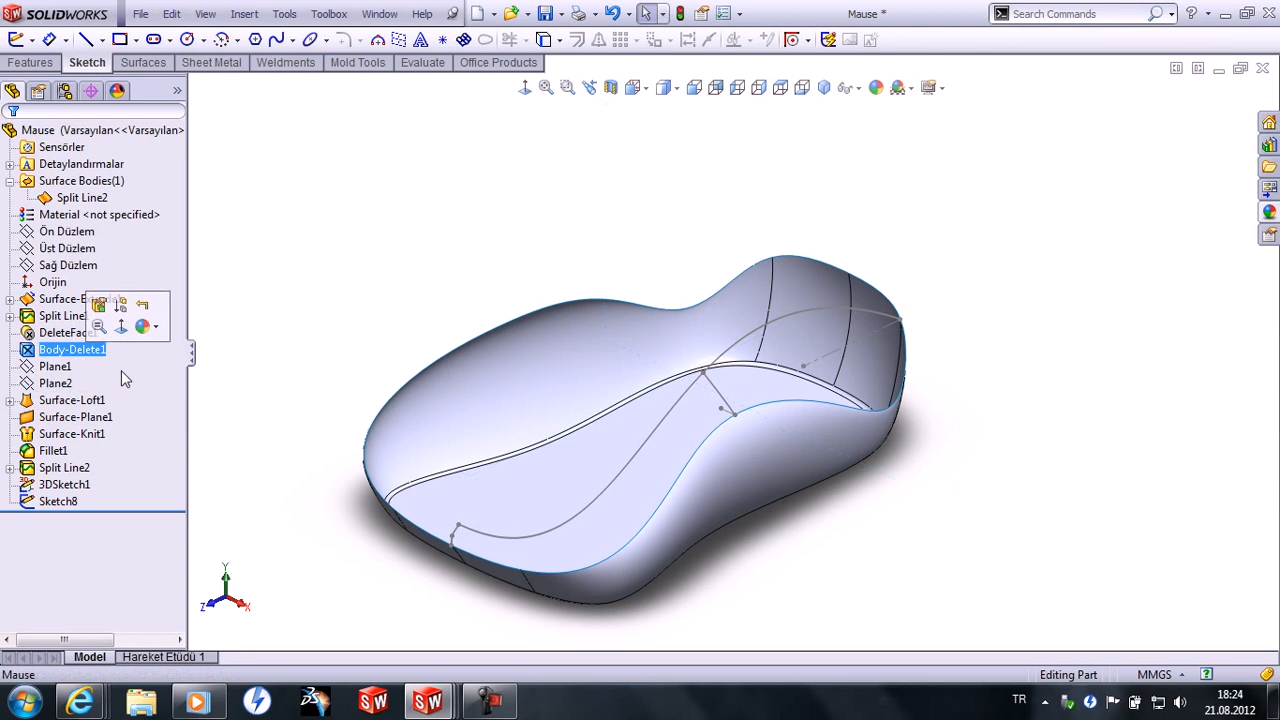 SOLIDWORKS File Edit View Insert Tools Toolbox Window Help Mause * Search Commands
Features Sketch Surfaces Sheet Metal Weldments Mold Tools Evaluate Office Products
Mause (Varsayılan<<Varsayılan>
Sensörler
Detaylandırmalar
Surface Bodies(1)
Split Line2
Material <not specified>
Ön Düzlem
Üst Düzlem
Sağ Düzlem
Orijin
Split Line
DeleteFace
Body-Delete1
Plane1
Plane2
Surface-Loft1
Surface-Plane1
Surface-Knit1
Fillet1
Split Line2
3DSketch1
Sketch8
Y
Z
X
Model Hareket Etüdü 1
Mause Editing Part MMGS
TR 18:24
21.08.2012